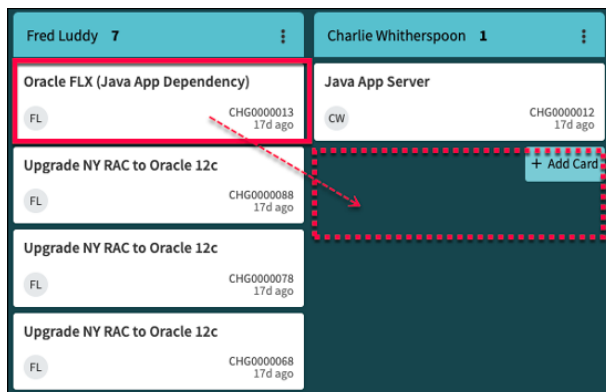 Fred Luddy 7
Oracle FLX (Java App Dependency)
FL
CHG0000013
17d ago
Upgrade NY RAC to Oracle 12c
FL
CHG0000088
17d ago
Upgrade NY RAC to Oracle 12c
FL
CHG0000078
17d ago
Upgrade NY RAC to Oracle 12c
FL
CHG0000068
17d ago
Charlie Whitherspoon 1
Java App Server
CW
CHG0000012
17d ago
+ Add Card